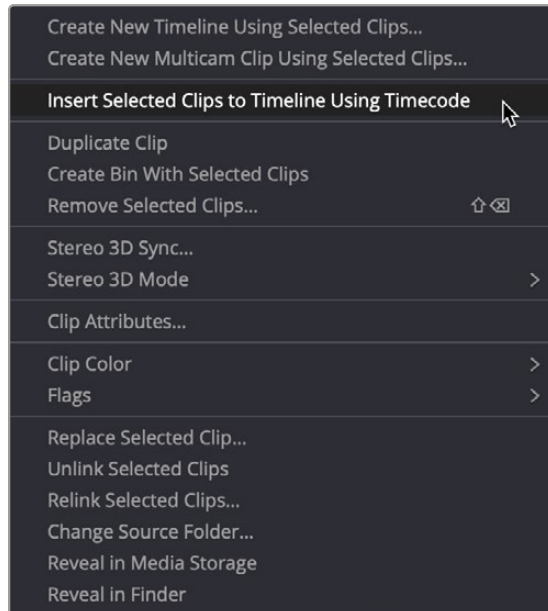 Create New Timeline Using Selected Clips...
Create New Multicam Clip Using Selected Clips...
Insert Selected Clips to Timeline Using Timecode
Duplicate Clip
Create Bin With Selected Clips
Remove Selected Clips... ⇧⌫
Stereo 3D Sync...
Stereo 3D Mode >
Clip Attributes...
Clip Color >
Flags >
Replace Selected Clip...
Unlink Selected Clips
Relink Selected Clips...
Change Source Folder...
Reveal in Media Storage
Reveal in Finder